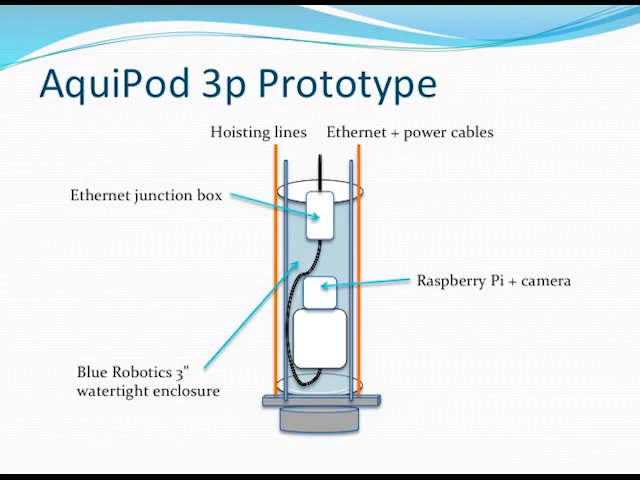 AquiPod 3p Prototype
Hoisting lines
Ethernet + power cables
Ethernet junction box
Raspberry Pi + camera
Blue Robotics 3"
watertight enclosure